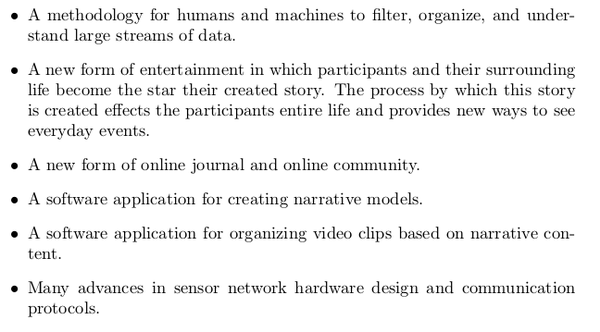 • A methodology for humans and machines to filter, organize, and under-
stand large streams of data.
• A new form of entertainment in which participants and their surrounding
life become the star their created story. The process by which this story
is created effects the participants entire life and provides new ways to see
everyday events.
• A new form of online journal and online community.
• A software application for creating narrative models.
• A software application for organizing video clips based on narrative con-
tent.
• Many advances in sensor network hardware design and communication
protocols.